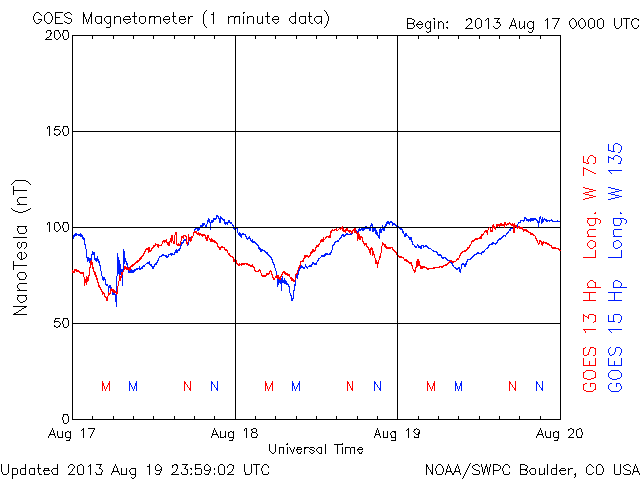 GOES Magnetometer (1 minute data)
Begin: 2013 Aug 17 0000 UTC
200
150
100
50
0
NanoTesla (nT)
M M N N M M N N M M N N
Aug 17 Aug 18 Aug 19 Aug 20
Universal Time
GOES 13 Hp Long. W 75
GOES 15 Hp Long. W 135
Updated 2013 Aug 19 23:59:02 UTC
NOAA/SWPC Boulder, CO USA